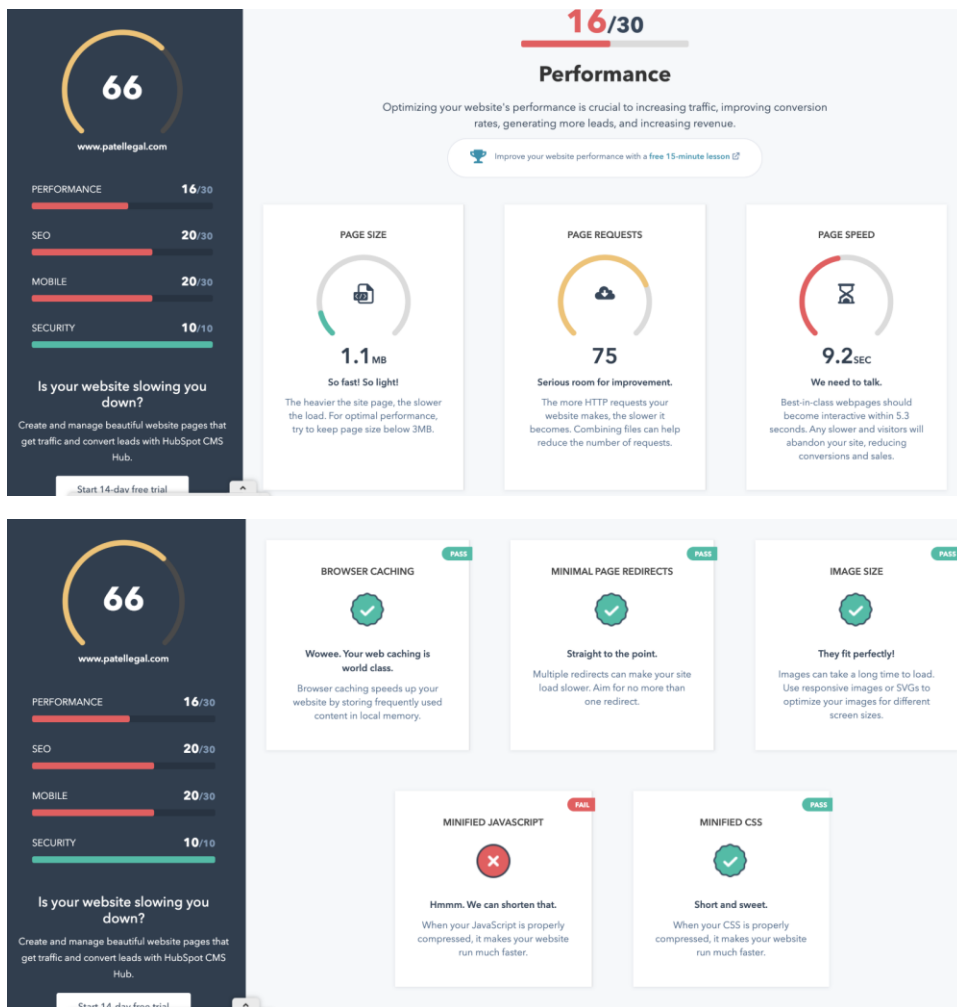 66
www.patellegal.com
PERFORMANCE 16/30
SEO 20/30
MOBILE 20/30
SECURITY 10/10
Is your website slowing you
down?
Create and manage beautiful website pages that
get traffic and convert leads with HubSpot CMS
Hub.
Start 14-day free trial
16/30
Performance
Optimizing your website's performance is crucial to increasing traffic, improving conversion
rates, generating more leads, and increasing revenue.
Improve your website performance with a free 15-minute lesson
PAGE SIZE
1.1 MB
So fast! So light!
The heavier the site page, the slower
the load. For optimal performance,
try to keep page size below 3MB.
PAGE REQUESTS
75
Serious room for improvement.
The more HTTP requests your
website makes, the slower it
becomes. Combining files can help
reduce the number of requests.
PAGE SPEED
9.2 SEC
We need to talk.
Best-in-class webpages should
become interactive within 5.3
seconds. Any slower and visitors will
abandon your site, reducing
conversions and sales.
66
www.patellegal.com
PERFORMANCE 16/30
SEO 20/30
MOBILE 20/30
SECURITY 10/10
Is your website slowing you
down?
Create and manage beautiful website pages that
get traffic and convert leads with HubSpot CMS
Hub.
Start 14-day free trial
PASS
BROWSER CACHING
Wowee. Your web caching is
world class.
Browser caching speeds up your
website by storing frequently used
content in local memory.
PASS
MINIMAL PAGE REDIRECTS
Straight to the point.
Multiple redirects can make your site
load slower. Aim for no more than
one redirect.
PASS
IMAGE SIZE
They fit perfectly!
Images can take a long time to load.
Use responsive images or SVGs to
optimize your images for different
screen sizes.
FAIL
MINIFIED JAVASCRIPT
Hmmm. We can shorten that.
When your JavaScript is properly
compressed, it makes your website
run much faster.
PASS
MINIFIED CSS
Short and sweet.
When your CSS is properly
compressed, it makes your website
run much faster.